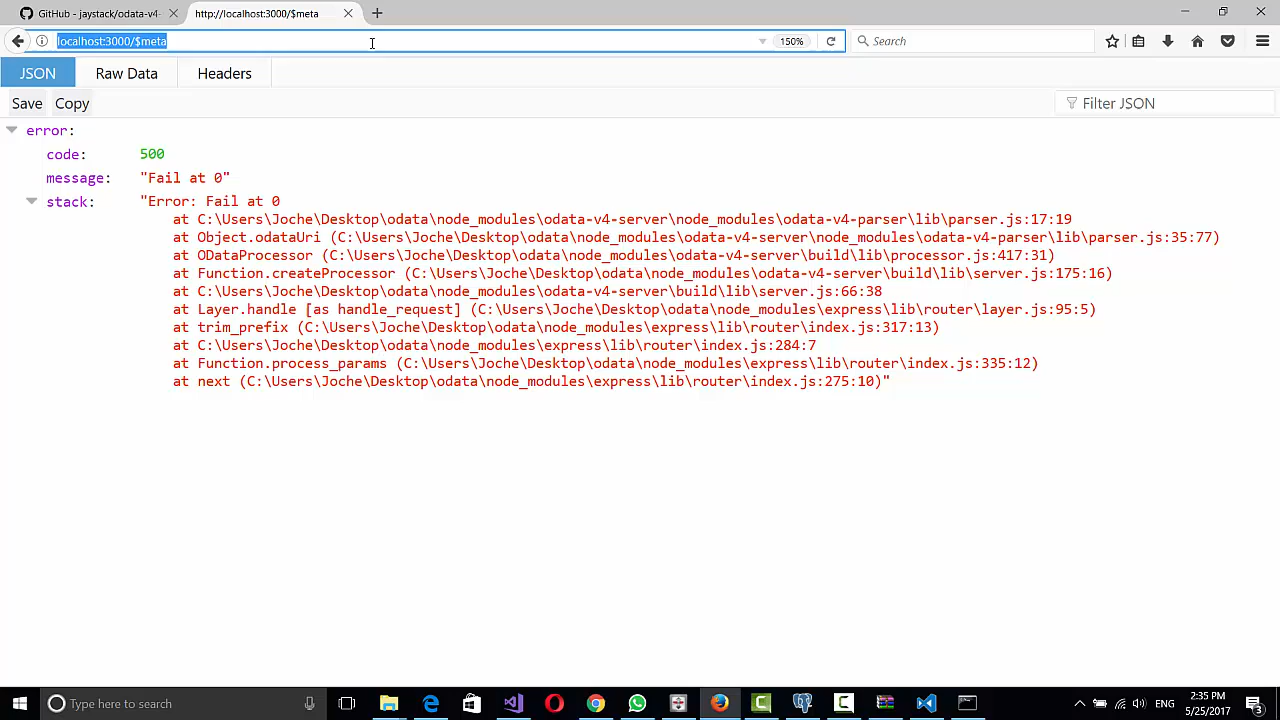 GitHub - jaystack/odata-v4-
http://localhost:3000/$meta
localhost:3000/$meta
150%
Search
JSON
Raw Data
Headers
Save
Copy
Filter JSON
error:
code: 500
message: "Fail at 0"
stack: "Error: Fail at 0
at C:\Users\Joche\Desktop\odata\node_modules\odata-v4-server\node_modules\odata-v4-parser\lib\parser.js:17:19
at Object.odataUri (C:\Users\Joche\Desktop\odata\node_modules\odata-v4-server\node_modules\odata-v4-parser\lib\parser.js:35:77)
at ODataProcessor (C:\Users\Joche\Desktop\odata\node_modules\odata-v4-server\build\lib\processor.js:417:31)
at Function.createProcessor (C:\Users\Joche\Desktop\odata\node_modules\odata-v4-server\build\lib\server.js:175:16)
at C:\Users\Joche\Desktop\odata\node_modules\odata-v4-server\build\lib\server.js:66:38
at Layer.handle [as handle_request] (C:\Users\Joche\Desktop\odata\node_modules\express\lib\router\layer.js:95:5)
at trim_prefix (C:\Users\Joche\Desktop\odata\node_modules\express\lib\router\index.js:317:13)
at C:\Users\Joche\Desktop\odata\node_modules\express\lib\router\index.js:284:7
at Function.process_params (C:\Users\Joche\Desktop\odata\node_modules\express\lib\router\index.js:335:12)
at next (C:\Users\Joche\Desktop\odata\node_modules\express\lib\router\index.js:275:10)"
Type here to search
ENG
2:35 PM
5/25/2017
3